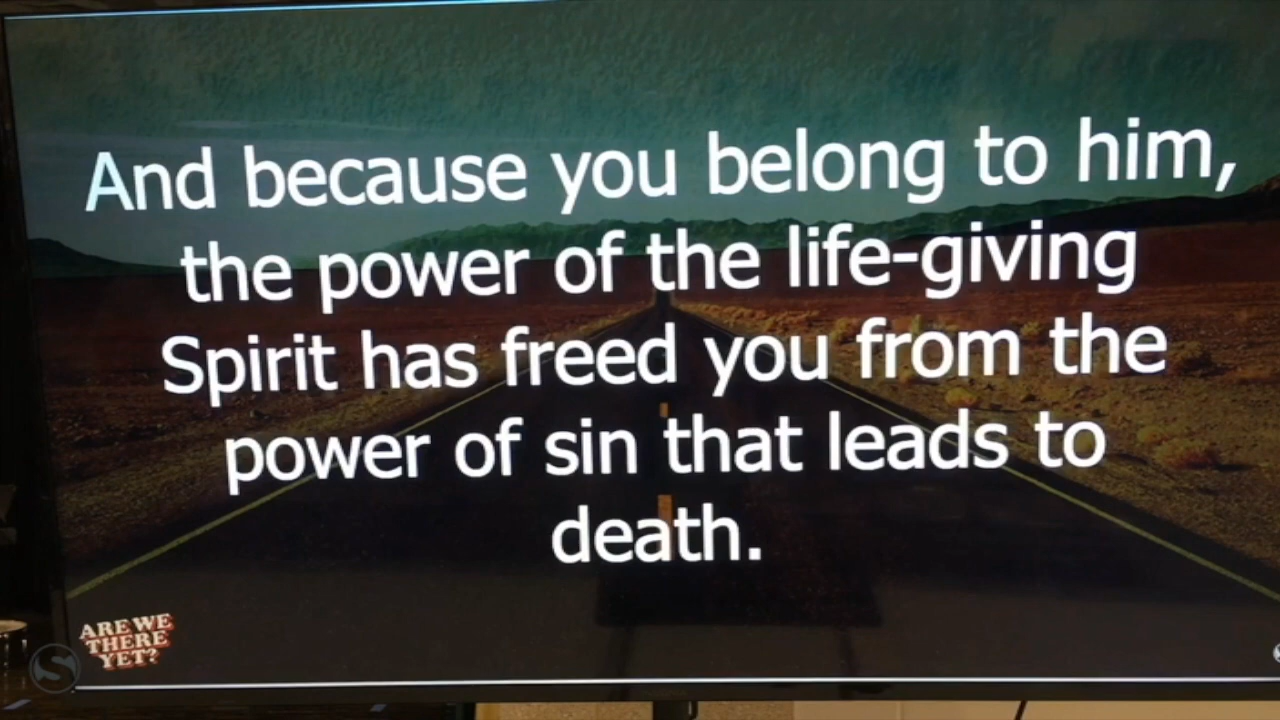 And because you belong to him,
the power of the life-giving
Spirit has freed you from the
power of sin that leads to
death.
ARE WE
THERE
YET?
S